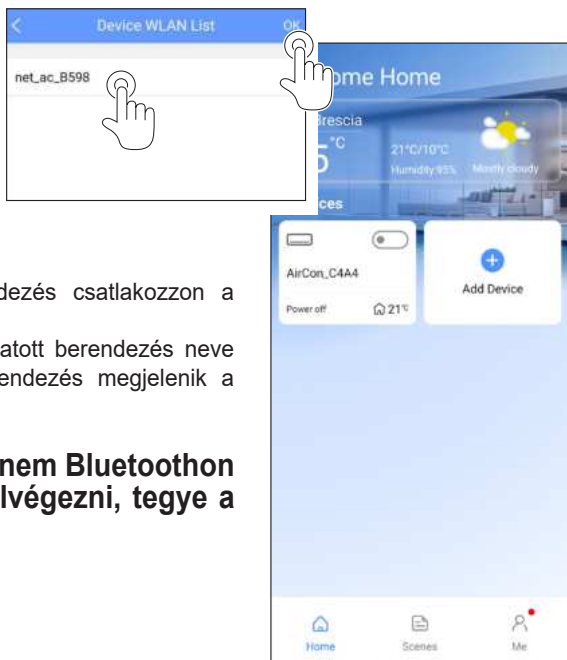 Device WLAN List
OK
net_ac_B598
ome Home
Brescia
5°C
21°C/10°C
Humidity:95%
Mostly cloudy
ces
AirCon_C4A4
Power off
21°C
Add Device
dezés csatlakozzon a
atott berendezés neve
endezés megjelenik a
nem Bluetoothon
lvégezni, tegye a
Home
Scenes
Me